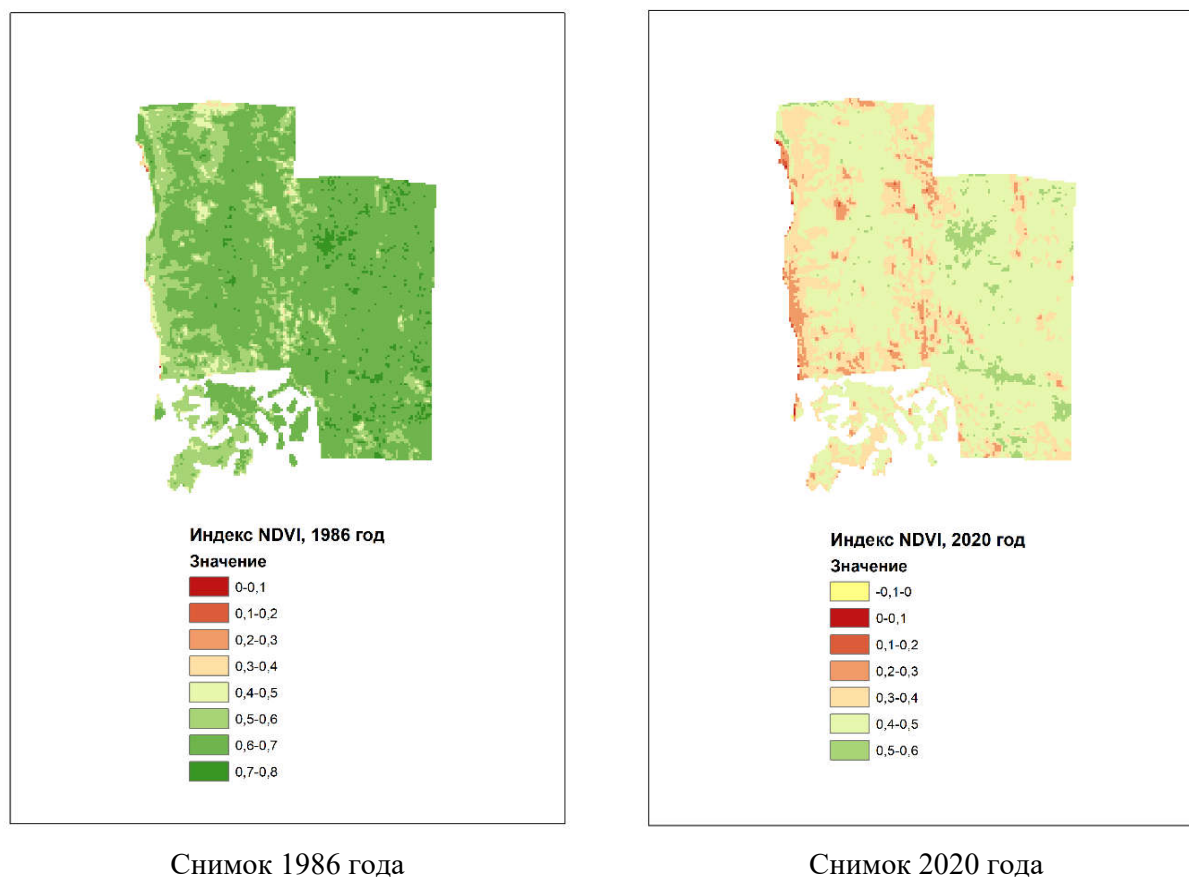 Индекс NDVI, 1986 год
Значение
0-0,1
0,1-0,2
0,2-0,3
0,3-0,4
0,4-0,5
0,5-0,6
0,6-0,7
0,7-0,8
Индекс NDVI, 2020 год
Значение
-0,1-0
0-0,1
0,1-0,2
0,2-0,3
0,3-0,4
0,4-0,5
0,5-0,6
Снимок 1986 года
Снимок 2020 года